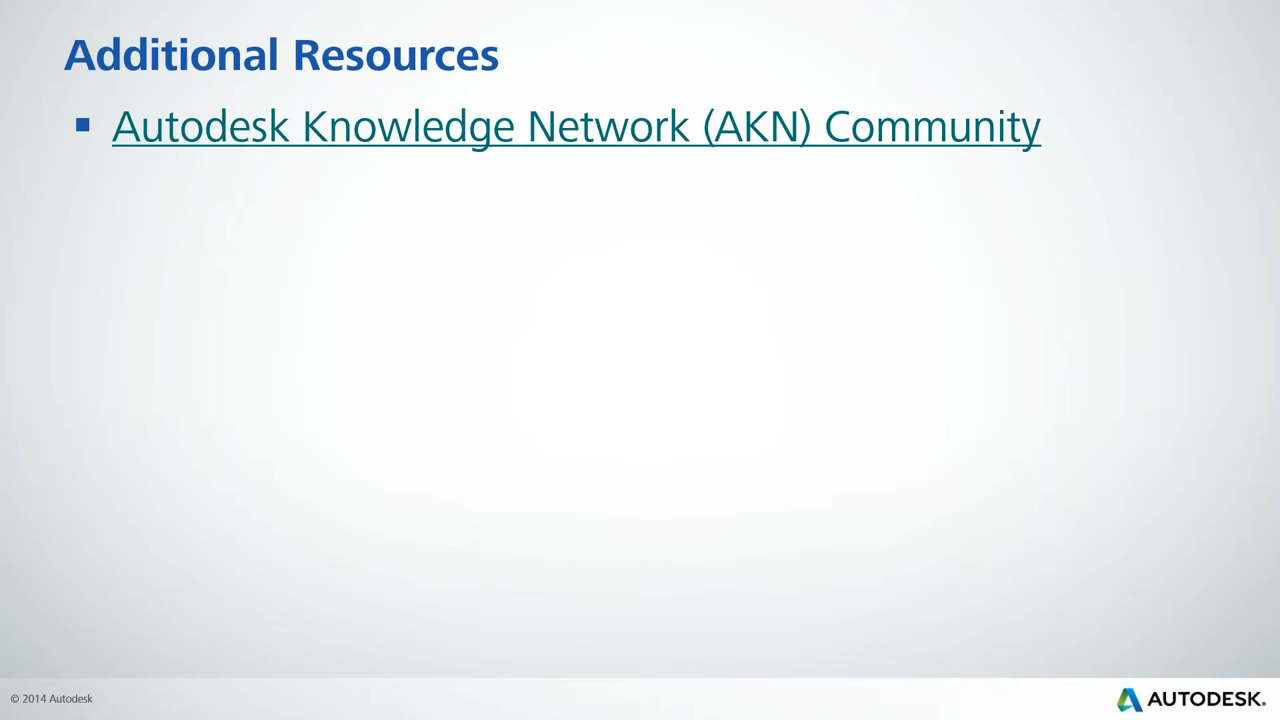 Additional Resources
▪ Autodesk Knowledge Network (AKN) Community
© 2014 Autodesk
AUTODESK.